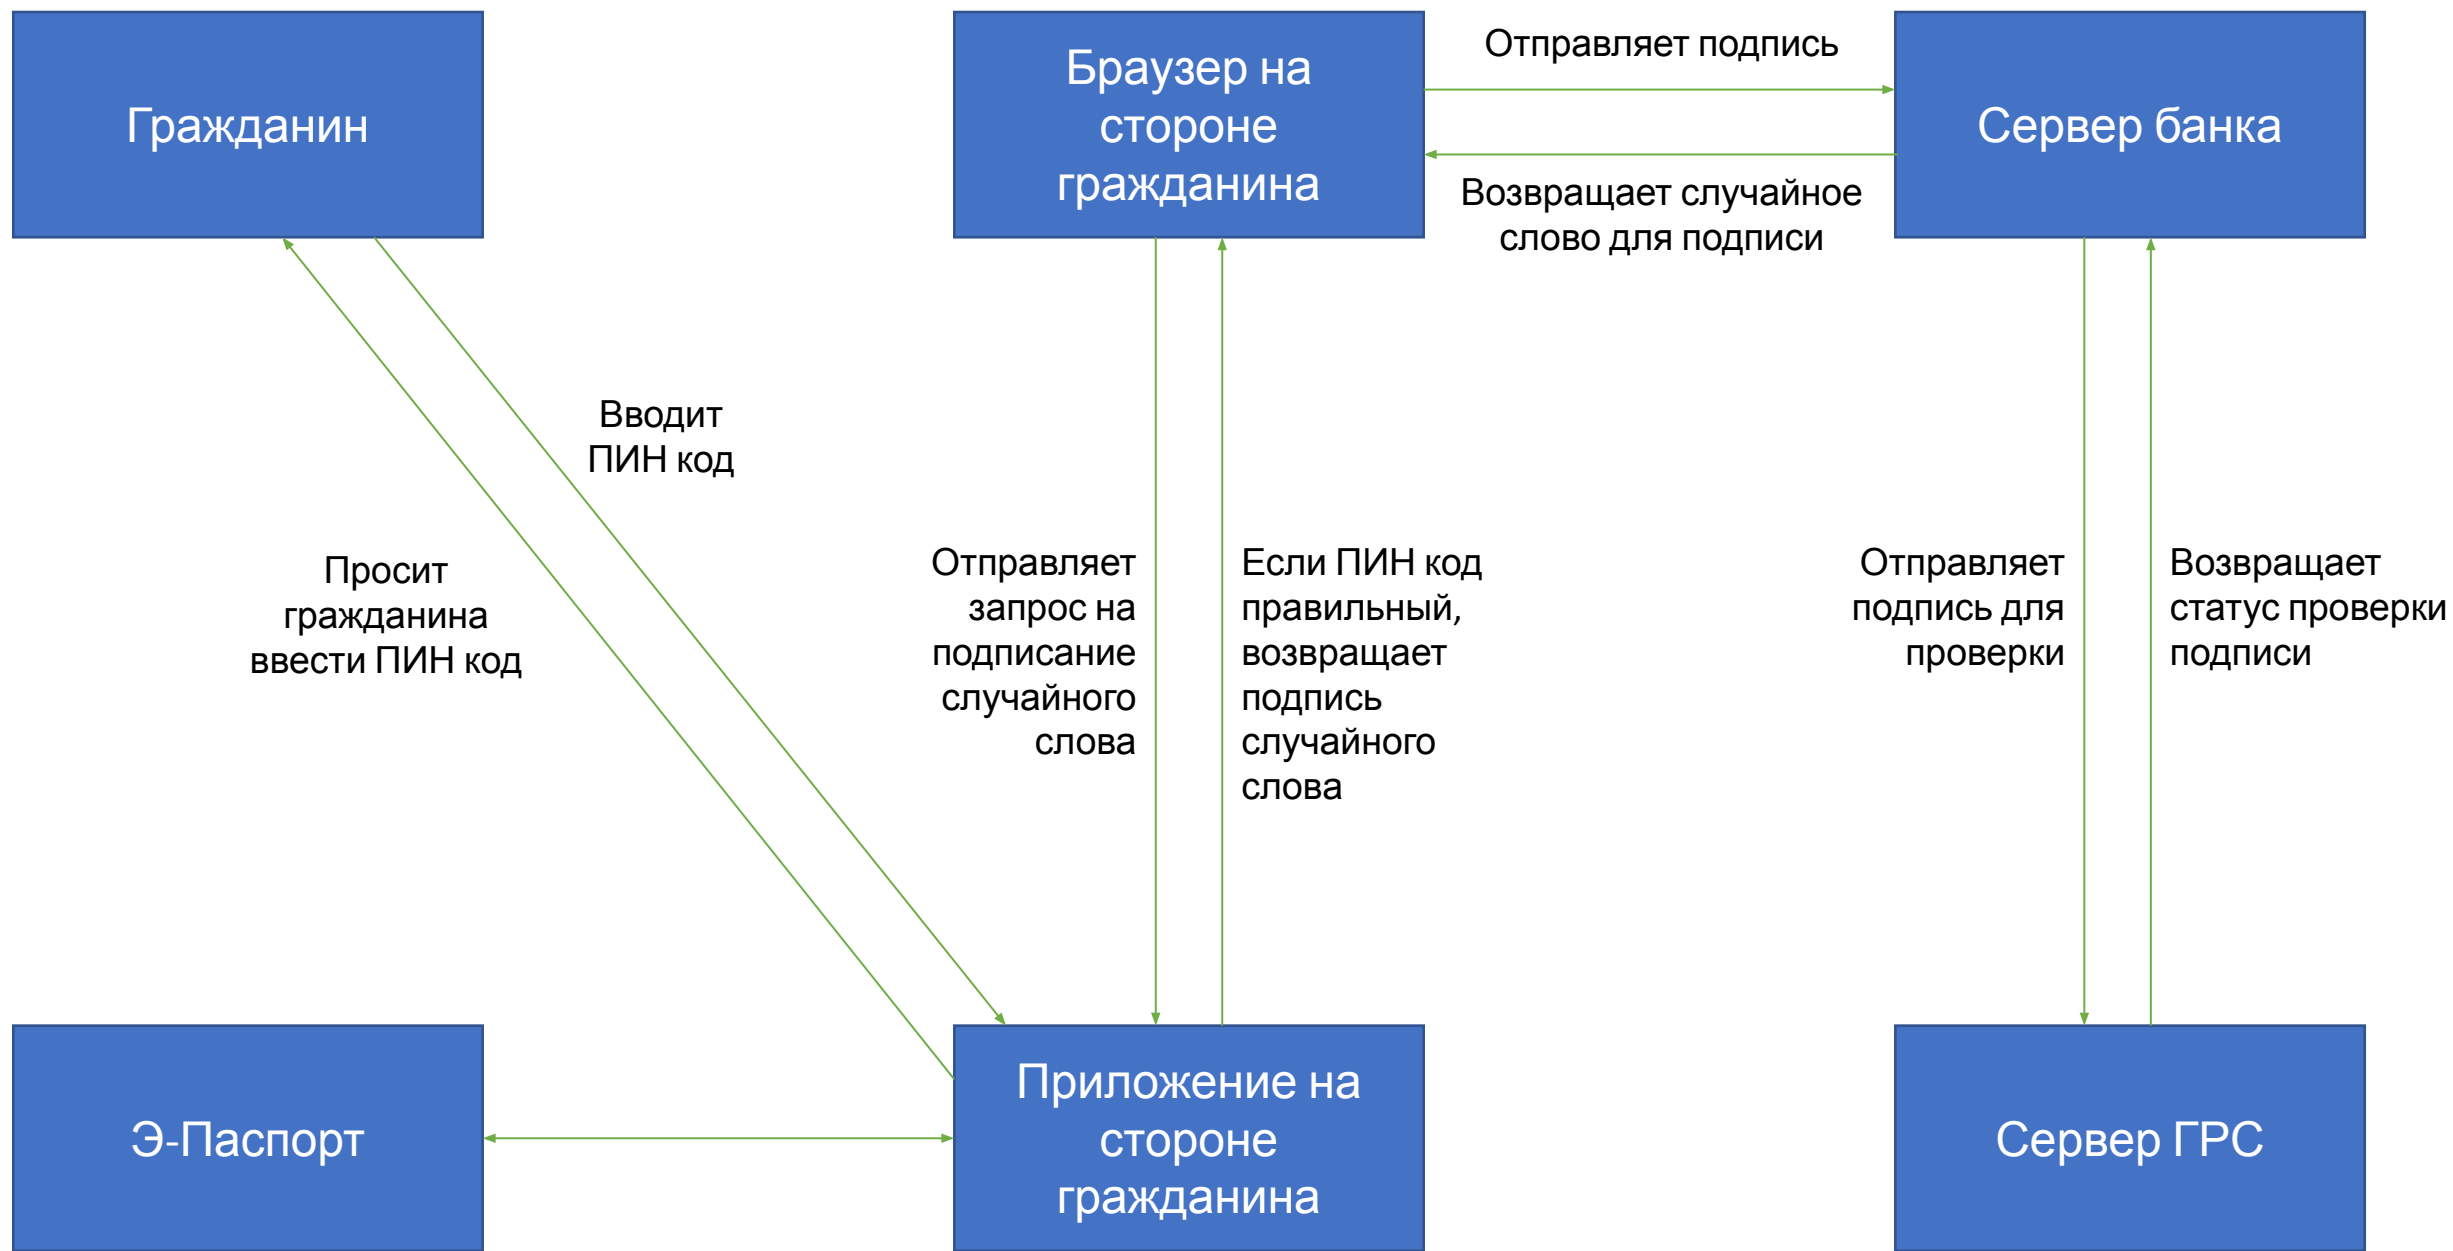 Гражданин
Браузер на
стороне
гражданина
Отправляет подпись
Возвращает случайное
слово для подписи
Сервер банка
Вводит
ПИН код
Просит
гражданина
ввести ПИН код
Отправляет
запрос на
подписание
случайного
слова
Если ПИН код
правильный,
возвращает
подпись
случайного
слова
Отправляет
подпись для
проверки
Возвращает
статус проверки
подписи
Э-Паспорт
Приложение на
стороне
гражданина
Сервер ГРС